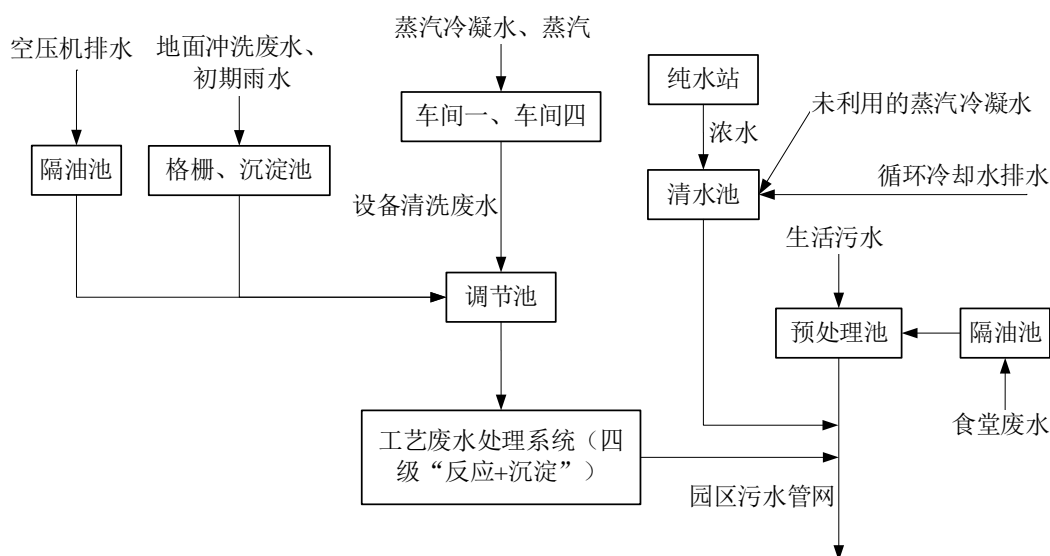 蒸汽冷凝水、蒸汽
空压机排水
地面冲洗废水、
初期雨水
纯水站
车间一、车间四
未利用的蒸汽冷凝水
浓水
隔油池
格栅、沉淀池
清水池
循环冷却水排水
设备清洗废水
生活污水
调节池
预处理池
隔油池
食堂废水
工艺废水处理系统（四
级“反应+沉淀”）
园区污水管网